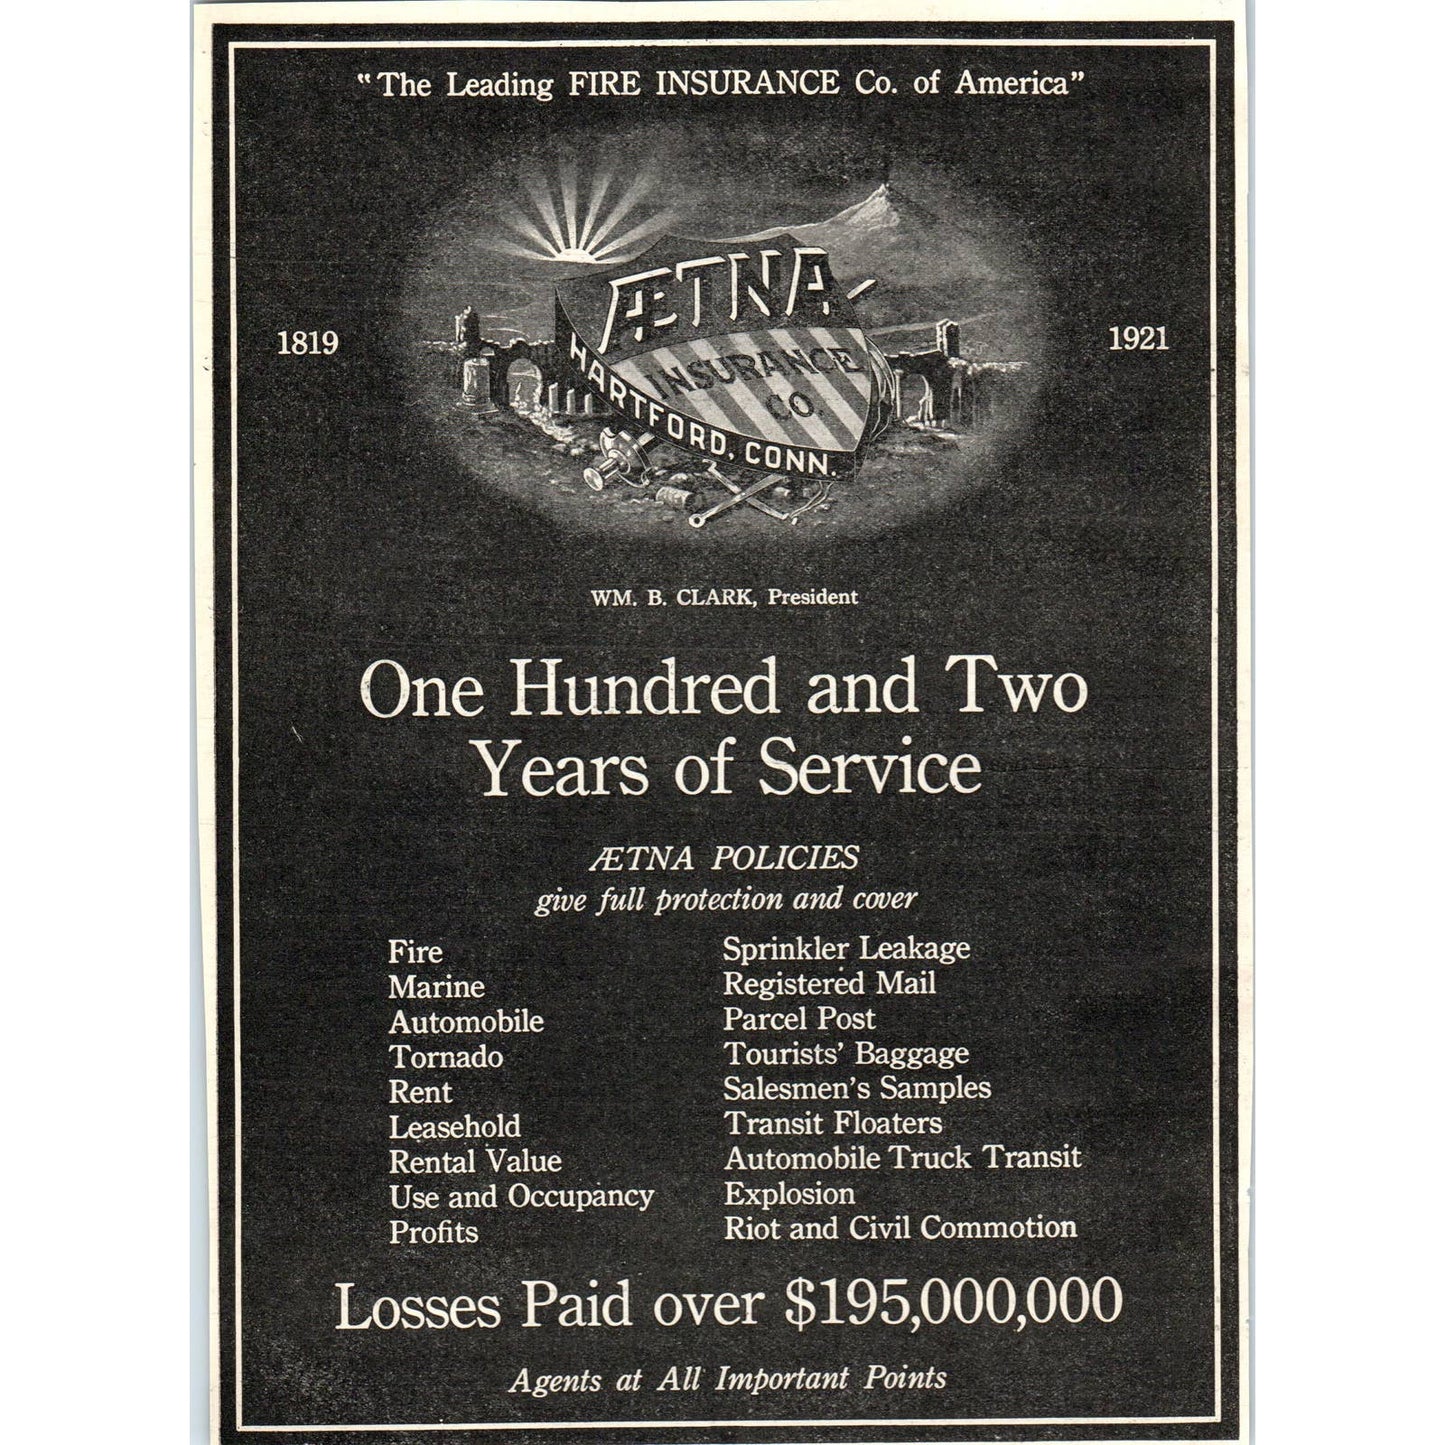 “The Leading FIRE INSURANCE Co. of America”
ÆTNA
INSURANCE
CO.
HARTFORD, CONN.
1819
1921
WM. B. CLARK, President
One Hundred and Two
Years of Service
ÆTNA POLICIES
give full protection and cover
Fire
Marine
Automobile
Tornado
Rent
Leasehold
Rental Value
Use and Occupancy
Profits
Sprinkler Leakage
Registered Mail
Parcel Post
Tourists’ Baggage
Salesmen’s Samples
Transit Floaters
Automobile Truck Transit
Explosion
Riot and Civil Commotion
Losses Paid over $195,000,000
Agents at All Important Points